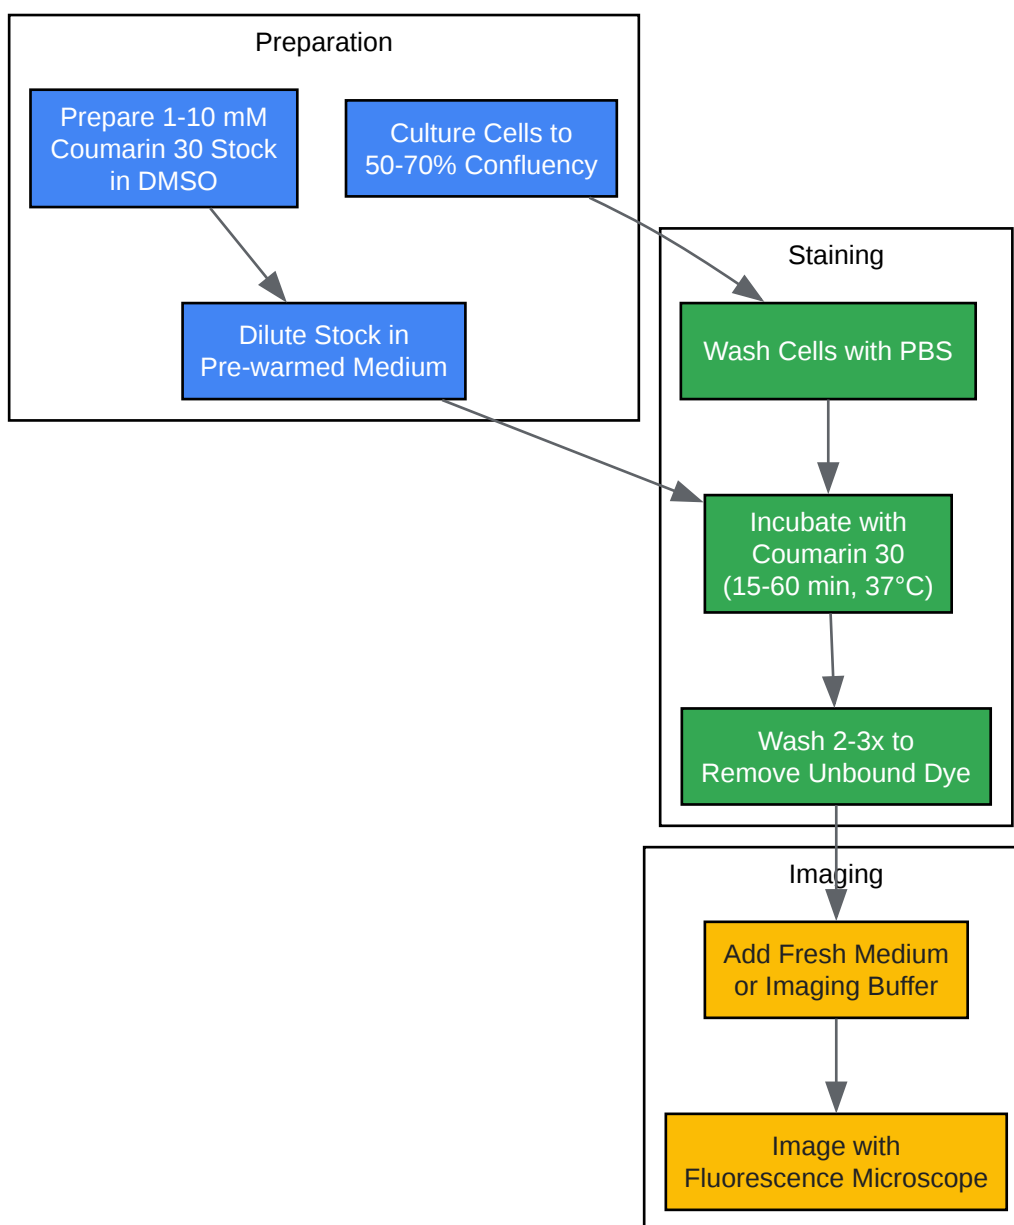 Preparation
Prepare 1-10 mM
Coumarin 30 Stock
in DMSO
Culture Cells to
50-70% Confluency
Dilute Stock in
Pre-warmed Medium
Staining
Wash Cells with PBS
Incubate with
Coumarin 30
(15-60 min, 37°C)
Wash 2-3x to
Remove Unbound Dye
Imaging
Add Fresh Medium
or Imaging Buffer
Image with
Fluorescence Microscope